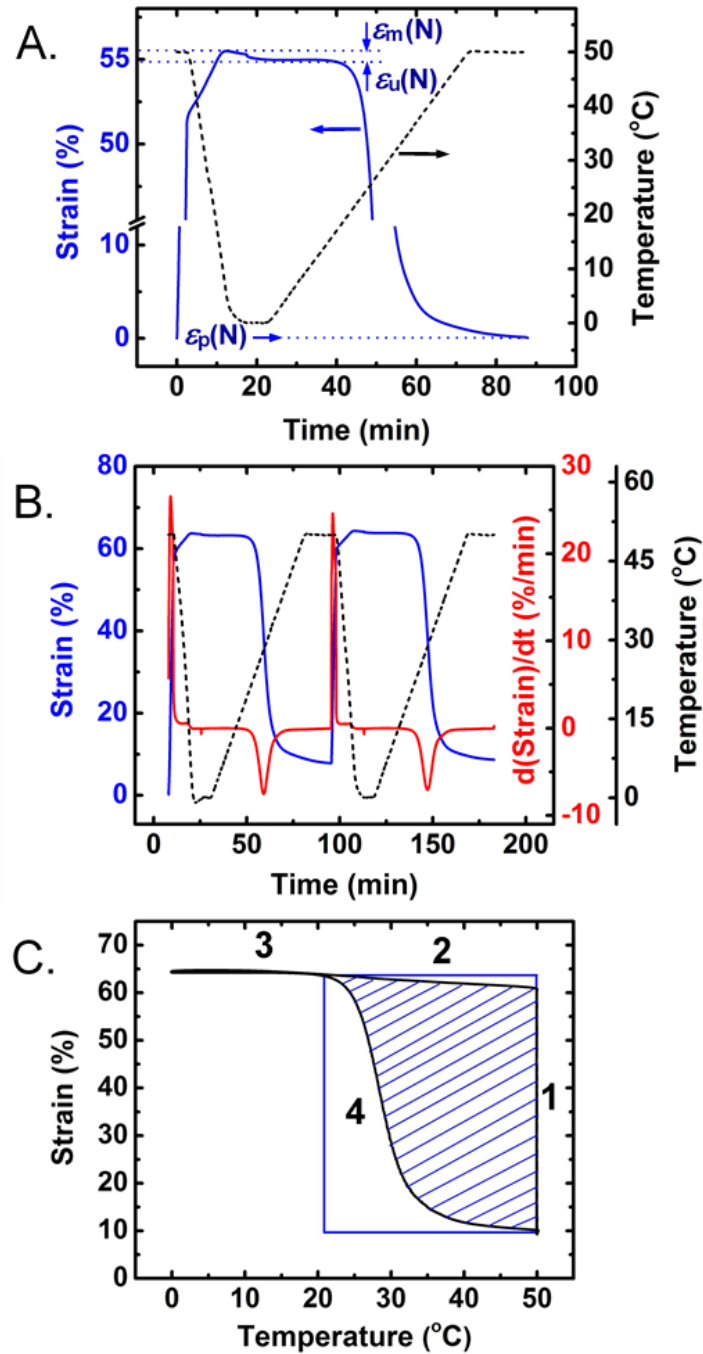 A.
Strain (%)
55
50
10
0
εm(N)
εu(N)
εp(N)
50
40
30
20
10
0
Temperature (°C)
0 20 40 60 80 100
Time (min)
B.
Strain (%)
80
60
40
20
0
30
20
10
0
-10
d(Strain)/dt (%/min)
60
45
30
15
0
Temperature (°C)
0 50 100 150 200
Time (min)
C.
Strain (%)
70
60
50
40
30
20
10
0
3 2
4 1
0 10 20 30 40 50
Temperature (°C)